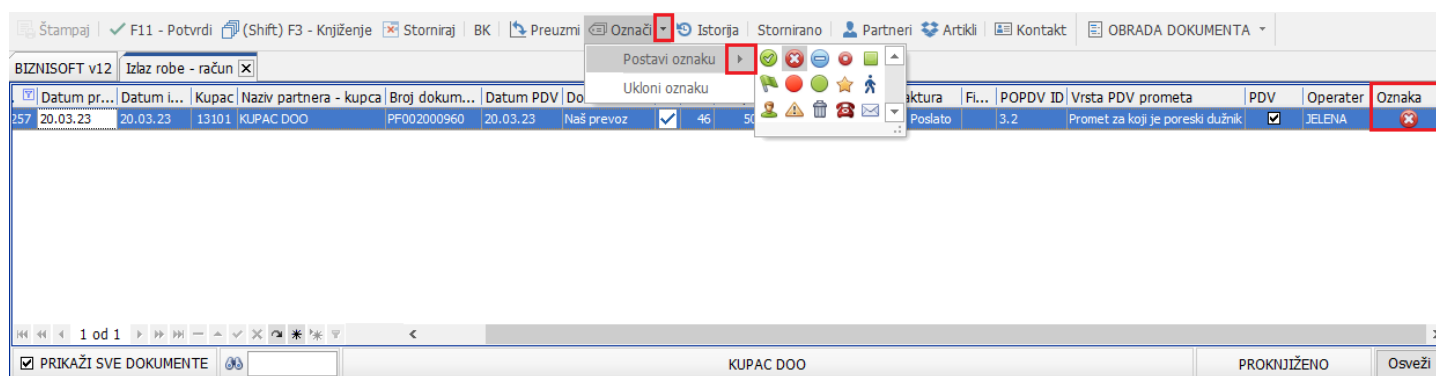 Štampaj F11 - Potvrdi (Shift) F3 - Knjiženje Storniraj BK Preuzmi Označi Istorija Stornirano Partneri Artikli Kontakt OBRADA DOKUMENTA
Postavi oznaku
BIZNISOFT v12 Izlaz robe - račun
Ukloni oznaku
Datum pr... Datum i... Kupac Naziv partnera - kupca Broj dokum... Datum PDV Fi... POPDV ID Vrsta PDV prometa PDV Operater Oznaka
257 20.03.23 20.03.23 13101 KUPAC DOO PF002000960 20.03.23 Naš prevoz 46 Poslato 3.2 Promet za koji je poreski dužnik JELENA
1 od 1
PRIKAŽI SVE DOKUMENTE KUPAC DOO PROKNJIŽENO Osveži